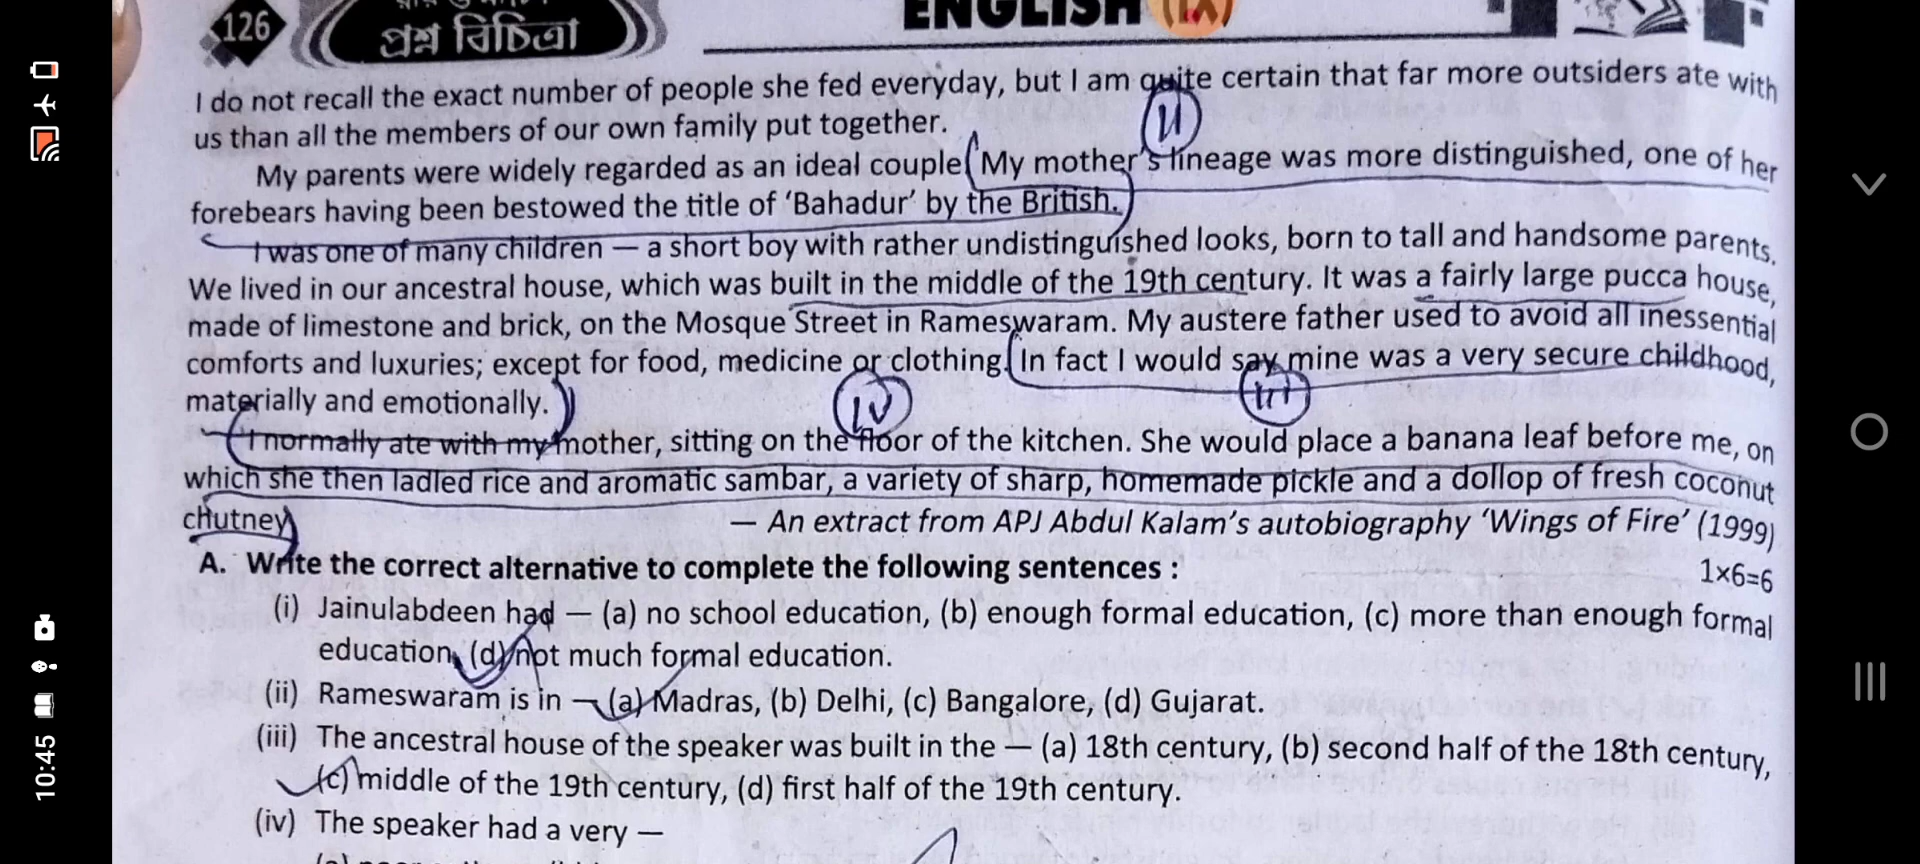 126
প্রশ্ন বিচিত্রা
ENGLISH (IX)
I do not recall the exact number of people she fed everyday, but I am quite certain that far more outsiders ate with
us than all the members of our own family put together.
II
My parents were widely regarded as an ideal couple. My mother's lineage was more distinguished, one of her
forebears having been bestowed the title of 'Bahadur' by the British.
I was one of many children — a short boy with rather undistinguished looks, born to tall and handsome parents.
We lived in our ancestral house, which was built in the middle of the 19th century. It was a fairly large pucca house,
made of limestone and brick, on the Mosque Street in Rameswaram. My austere father used to avoid all inessential
comforts and luxuries; except for food, medicine or clothing. In fact I would say mine was a very secure childhood,
materially and emotionally.
iv
iii
I normally ate with my mother, sitting on the floor of the kitchen. She would place a banana leaf before me, on
which she then ladled rice and aromatic sambar, a variety of sharp, homemade pickle and a dollop of fresh coconut
chutney.
— An extract from APJ Abdul Kalam's autobiography 'Wings of Fire' (1999)
A. Write the correct alternative to complete the following sentences :
1×6=6
(i) Jainulabdeen had — (a) no school education, (b) enough formal education, (c) more than enough formal
education, (d) not much formal education.
(ii) Rameswaram is in — (a) Madras, (b) Delhi, (c) Bangalore, (d) Gujarat.
(iii) The ancestral house of the speaker was built in the — (a) 18th century, (b) second half of the 18th century,
(c) middle of the 19th century, (d) first half of the 19th century.
(iv) The speaker had a very —
10:45